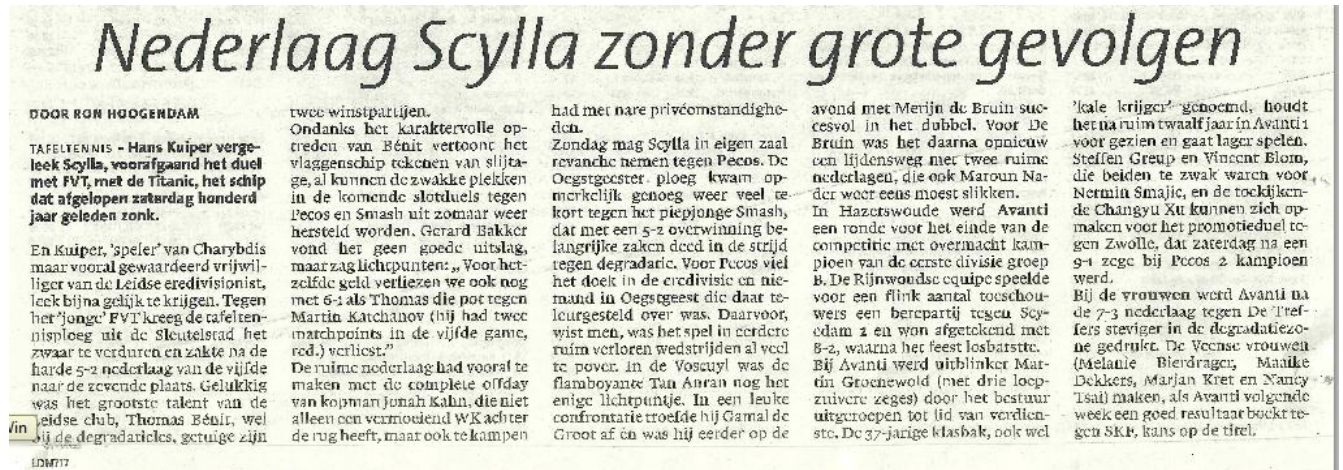 Nederlaag Scylla zonder grote gevolgen
DOOR RON HOOGENDAM
TAFELTENNIS - Hans Kuiper verge-
leek Scylla, voorafgaand het duel
met FVT, met de Titanic, het schip
dat afgelopen zaterdag honderd
jaar geleden zonk.
En Kuiper, 'speler' van Charybdis
maar vooral gewaardeerd vrijwil-
liger van de Leidse eredivisionist,
leek bijna gelijk te krijgen. Tegen
het 'jonge' FVT kreeg de tafelten-
nisploeg uit de Sleutelstad het
zwaar te verduren en zakte na de
harde 5-2 nederlaag van de vijfde
naar de zevende plaats. Gelukkig
was het grootste talent van de
Leidse club, Thomas Bénit, wel
bij de degradatieles, getuige zijn
twee winstpartijen.
Ondanks het karaktervolle op-
treden van Bénit vertoont het
vlaggenschip tekenen van slijta-
ge, al kunnen de zwakke plekken
in de komende slotduels tegen
Pecos en Smash uit zomaar weer
hersteld worden. Gerard Bakker
vond het geen goede uitslag,
maar zag lichtpunten: „Voor het-
zelfde geld verliezen we ook nog
met 6-1 als Thomas die pot tegen
Martin Katchanov (hij had twee
matchpoints in de vijfde game,
red.) verliest.”
De ruime nederlaag had vooral te
maken met de complete offday
van kopman Jonah Kahn, die niet
alleen een vermoeiend WK achter
de rug heeft, maar ook te kampen
had met nare privéomstandighe-
den.
Zondag mag Scylla in eigen zaal
revanche nemen tegen Pecos. De
Oegstgeester ploeg kwam op-
merkelijk genoeg weer veel te-
kort tegen het piepjonge Smash,
dat met een 5-2 overwinning be-
langrijke zaken deed in de strijd
tegen degradatie. Voor Pecos viel
het doek in de eredivisie en nie-
mand in Oegstgeest die daar te-
leurgesteld over was. Daarvoor,
wist men, was het spel in eerdere
ruim verloren wedstrijden al veel
te pover. In de Voscuyl was de
flamboyante Tan Anran nog het
enige lichtpuntje. In een leuke
confrontatie troefde hij Gamal de
Groot af en was hij eerder op de
avond met Merijn de Bruin suc-
cesvol in het dubbel. Voor De
Bruin was het daarna opnieuw
een lijdensweg met twee ruime
nederlagen, die ook Maroun Na-
der weer eens moest slikken.
In Hazerswoude werd Avanti
een ronde voor het einde van de
competitie met overmacht kam-
pioen van de eerste divisie groep
B. De Rijnwoudse equipe speelde
voor een flink aantal toeschou-
wers een berepartij tegen Scy-
edam 2 en won afgetekend met
8-2, waarna het feest losbarstte.
Bij Avanti werd uitblinker Mar-
tin Groenewold (met drie loep-
zuivere zeges) door het bestuur
uitgeroepen tot lid van verdien-
ste. De 37-jarige klasbak, ook wel
'kale krijger' genoemd, houdt
het na ruim twaalf jaar in Avanti 1
voor gezien en gaat lager spelen.
Steffen Greup en Vincent Blom,
die beiden te zwak waren voor
Nermin Smajic, en de toekijken-
de Changyu Xu kunnen zich op-
maken voor het promotieduel te-
gen Zwolle, dat zaterdag na een
9-1 zege bij Pecos 2 kampioen
werd.
Bij de vrouwen werd Avanti na
de 7-3 nederlaag tegen De Tref-
fers steviger in de degradatiezo-
ne gedrukt. De Veense vrouwen
(Melanie Bierdrager, Maaike
Dekkers, Marjan Kret en Nancy
Tsai) maken, als Avanti volgende
week een goed resultaat boekt te-
gen SKF, kans op de titel.
Vin
LDM717